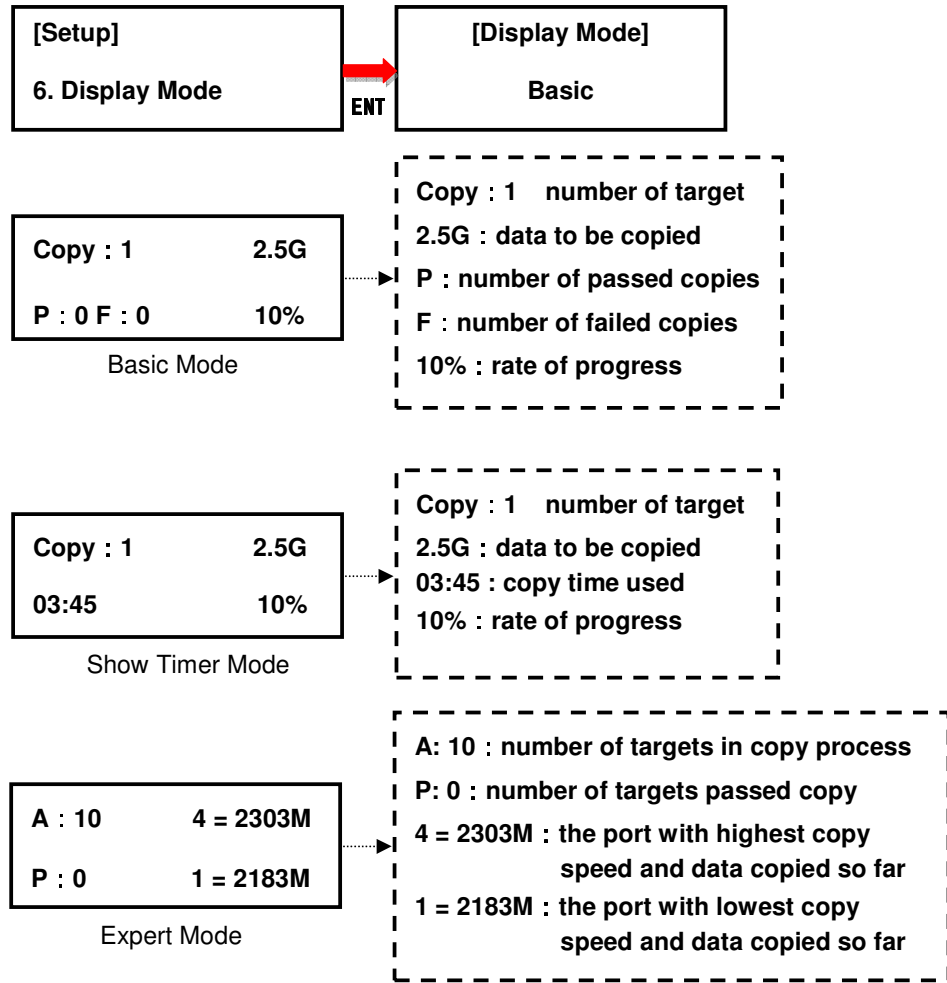 [Setup]
6. Display Mode
ENT
[Display Mode]
Basic
Copy : 1 2.5G
P : 0 F : 0 10%
Basic Mode
Copy : 1 number of target
2.5G : data to be copied
P : number of passed copies
F : number of failed copies
10% : rate of progress
Copy : 1 2.5G
03:45 10%
Show Timer Mode
Copy : 1 number of target
2.5G : data to be copied
03:45 : copy time used
10% : rate of progress
A : 10 4 = 2303M
P : 0 1 = 2183M
Expert Mode
A: 10 : number of targets in copy process
P: 0 : number of targets passed copy
4 = 2303M : the port with highest copy
speed and data copied so far
1 = 2183M : the port with lowest copy
speed and data copied so far